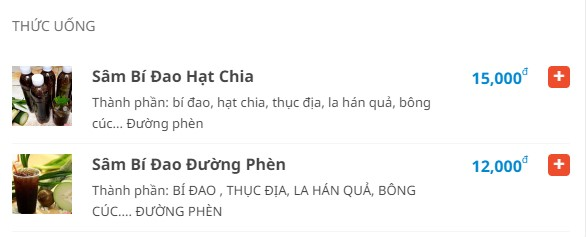 THỨC UỐNG
Sâm Bí Đao Hạt Chia
15,000đ
+
Thành phần: bí đao, hạt chia, thục địa, la hán quả, bông
cúc... Đường phèn
Sâm Bí Đao Đường Phèn
12,000đ
+
Thành phần: BÍ ĐAO , THỤC ĐỊA, LA HÁN QUẢ, BÔNG
CÚC.... ĐƯỜNG PHÈN